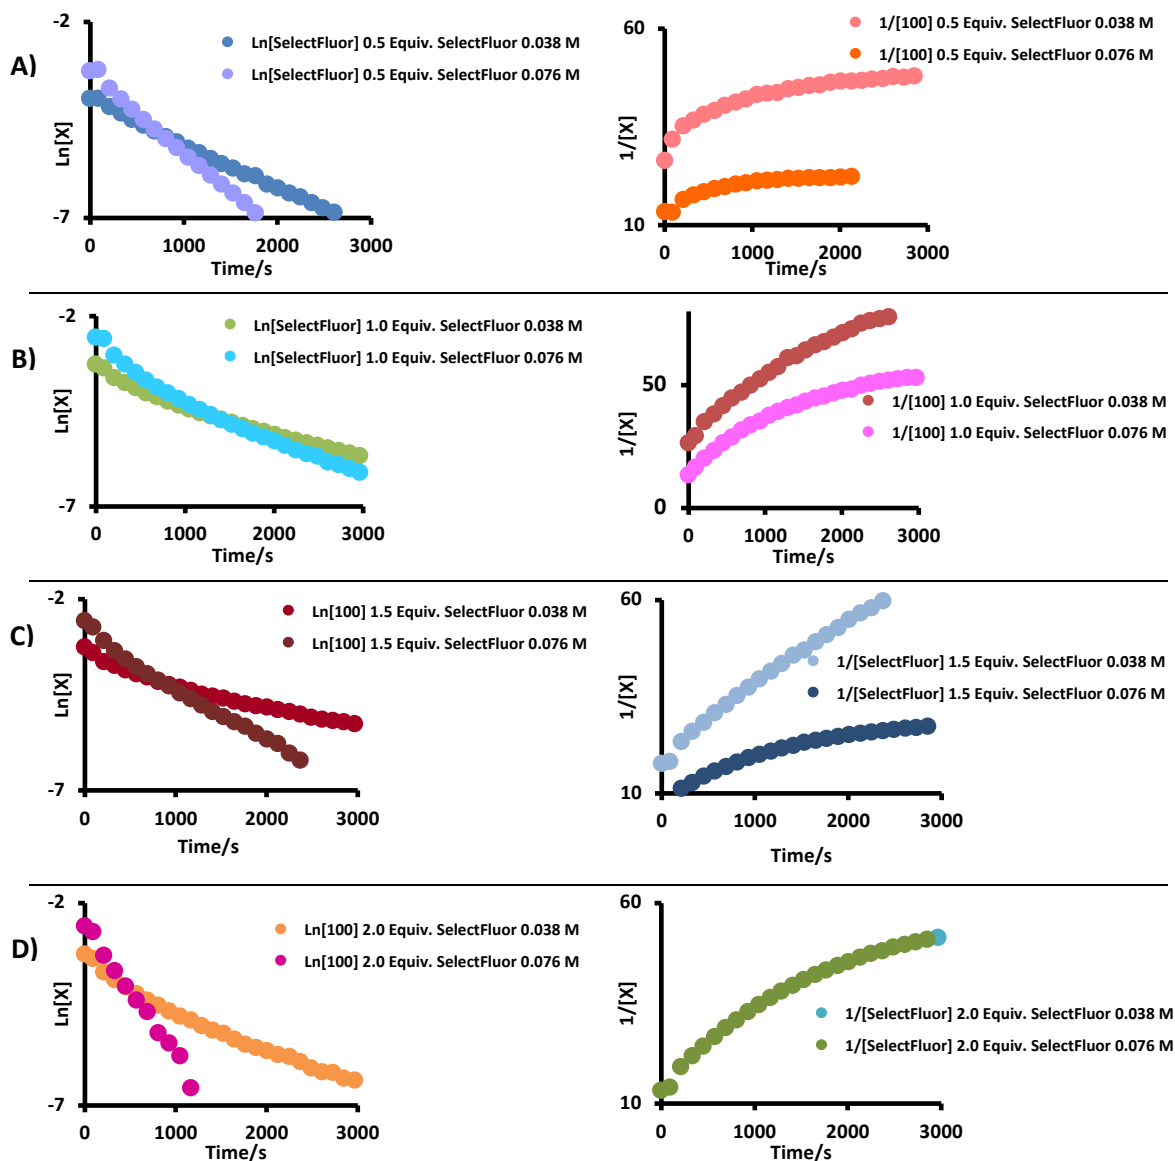 A)
-2
Ln[SelectFluor] 0.5 Equiv. SelectFluor 0.038 M
Ln[SelectFluor] 0.5 Equiv. SelectFluor 0.076 M
Ln[X]
-7
0 1000 2000 3000
Time/s
60
1/[100] 0.5 Equiv. SelectFluor 0.038 M
1/[100] 0.5 Equiv. SelectFluor 0.076 M
1/[X]
10
0 1000 2000 3000
Time/s
B)
-2
Ln[SelectFluor] 1.0 Equiv. SelectFluor 0.038 M
Ln[SelectFluor] 1.0 Equiv. SelectFluor 0.076 M
Ln[X]
-7
0 1000 2000 3000
Time/s
50
1/[100] 1.0 Equiv. SelectFluor 0.038 M
1/[100] 1.0 Equiv. SelectFluor 0.076 M
1/[X]
0
0 1000 2000 3000
Time/s
C)
-2
Ln[100] 1.5 Equiv. SelectFluor 0.038 M
Ln[100] 1.5 Equiv. SelectFluor 0.076 M
Ln[X]
-7
0 1000 2000 3000
Time/s
60
1/[SelectFluor] 1.5 Equiv. SelectFluor 0.038 M
1/[SelectFluor] 1.5 Equiv. SelectFluor 0.076 M
1/[X]
10
0 1000 2000 3000
Time/s
D)
-2
Ln[100] 2.0 Equiv. SelectFluor 0.038 M
Ln[100] 2.0 Equiv. SelectFluor 0.076 M
Ln[X]
-7
0 1000 2000 3000
Time/s
60
1/[SelectFluor] 2.0 Equiv. SelectFluor 0.038 M
1/[SelectFluor] 2.0 Equiv. SelectFluor 0.076 M
1/[X]
10
0 1000 2000 3000
Time/s